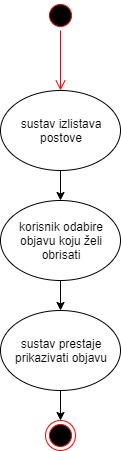 sustav izlistava
postove
korisnik odabire
objavu koju želi
obrisati
sustav prestaje
prikazivati objavu